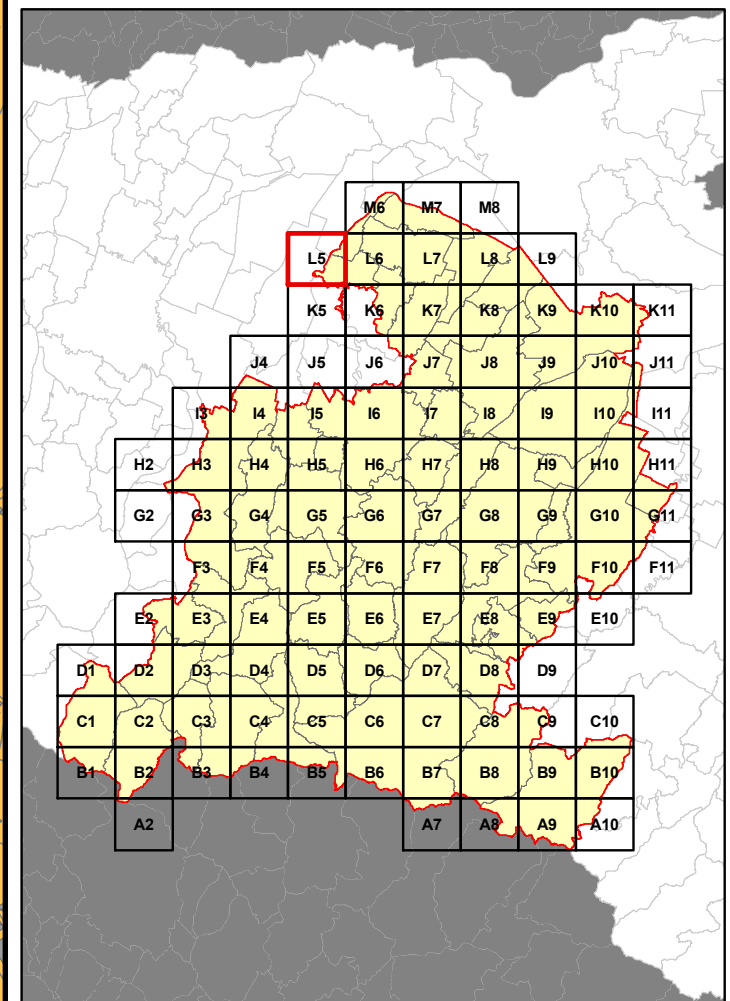 M6 M7 M8
L5 L6 L7 L8 L9
K5 K6 K7 K8 K9 K10 K11
J4 J5 J6 J7 J8 J9 J10 J11
I3 I4 I5 I6 I7 I8 I9 I10 I11
H2 H3 H4 H5 H6 H7 H8 H9 H10 H11
G2 G3 G4 G5 G6 G7 G8 G9 G10 G11
F3 F4 F5 F6 F7 F8 F9 F10 F11
E2 E3 E4 E5 E6 E7 E8 E9 E10
D1 D2 D3 D4 D5 D6 D7 D8 D9
C1 C2 C3 C4 C5 C6 C7 C8 C9 C10
B1 B2 B3 B4 B5 B6 B7 B8 B9 B10
A2 A7 A8 A9 A10